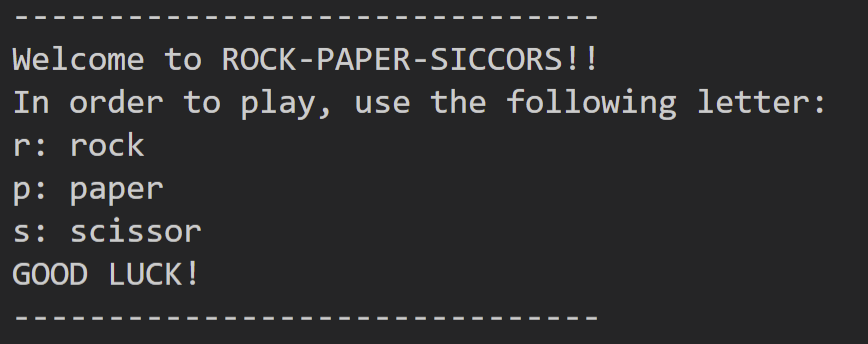 -------------------------------
Welcome to ROCK-PAPER-SICCORS!!
In order to play, use the following letter:
r: rock
p: paper
s: scissor
GOOD LUCK!
-------------------------------